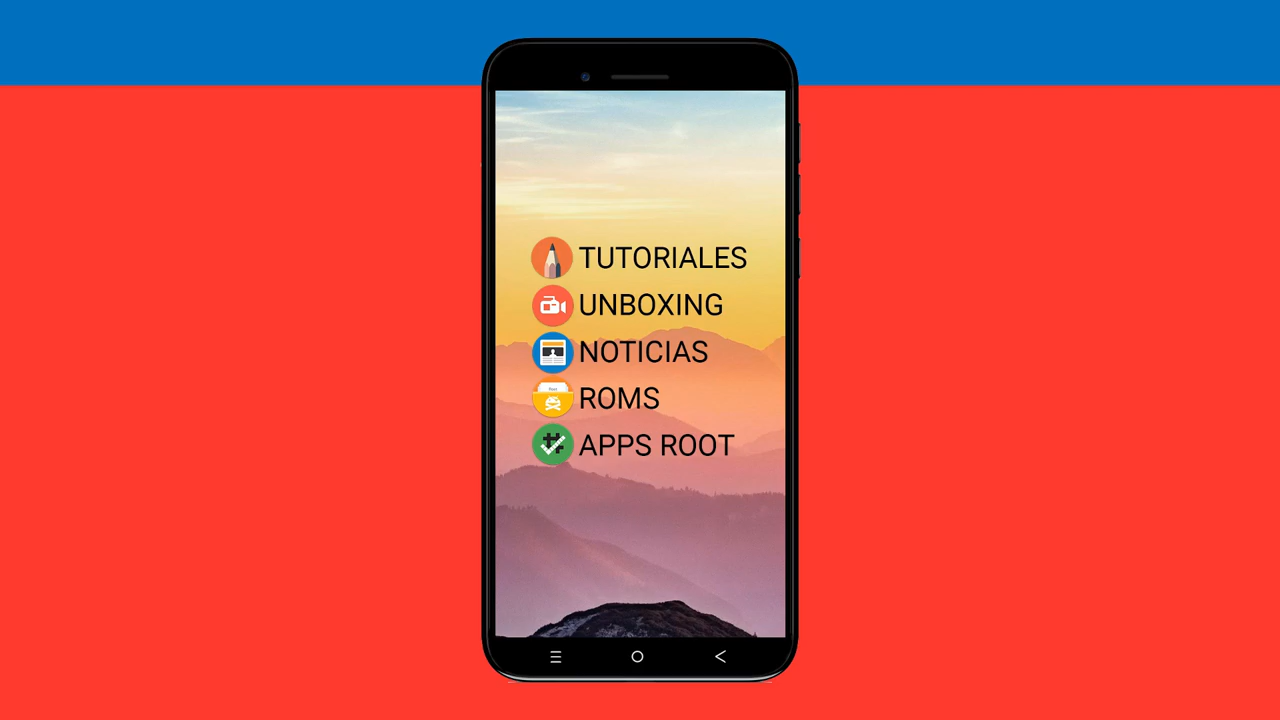 TUTORIALES
UNBOXING
NOTICIAS
ROMS
APPS ROOT